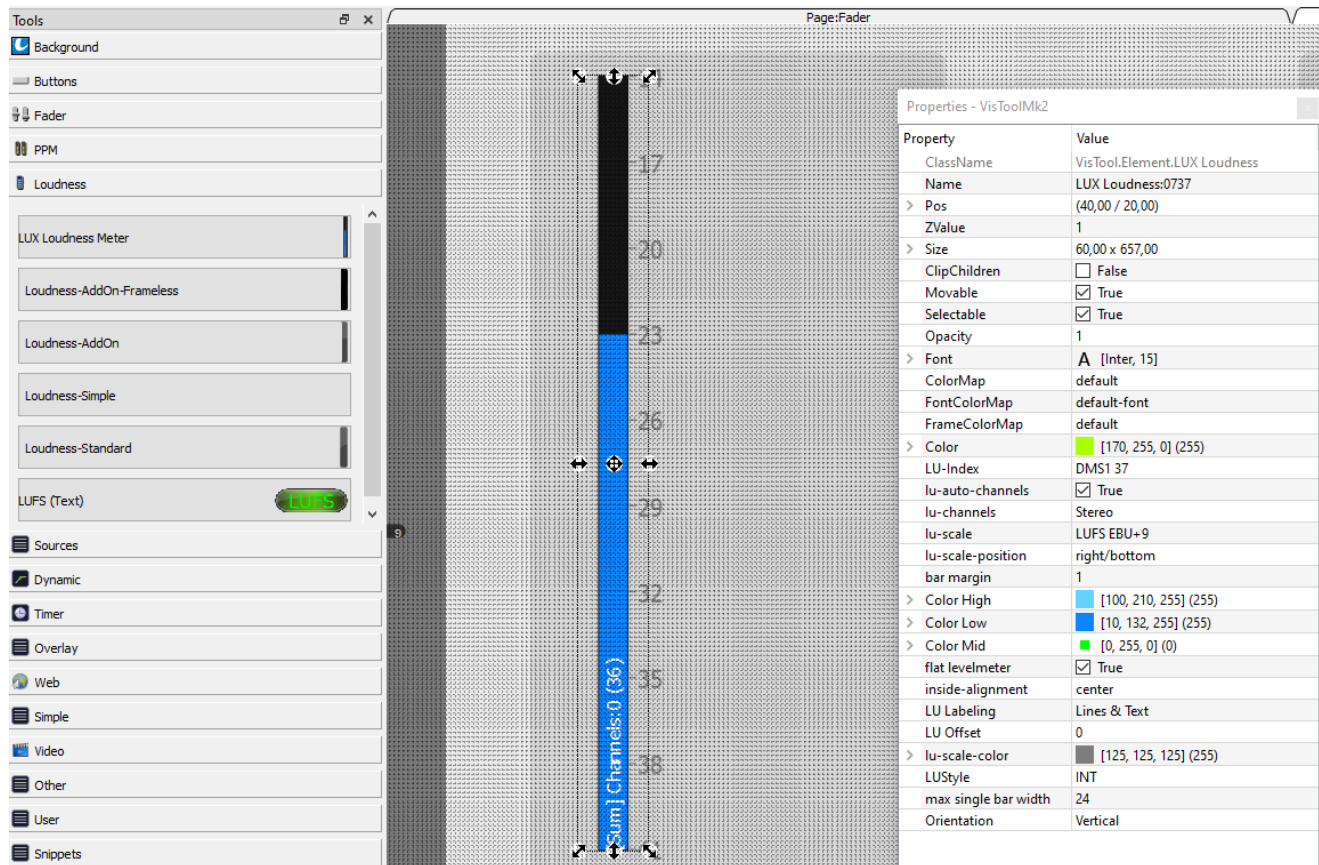 Tools
Background
Buttons
Fader
PPM
Loudness
LUX Loudness Meter
Loudness-AddOn-Frameless
Loudness-AddOn
Loudness-Simple
Loudness-Standard
LUFS (Text)
LUFS
Sources
Dynamic
Timer
Overlay
Web
Simple
Video
Other
User
Snippets
Page:Fader
9
17
20
23
26
29
32
35
38
Sum] Channels:0 (36)
Properties - VisToolMk2
Property Value
ClassName VisTool.Element.LUX Loudness
Name LUX Loudness:0737
Pos (40,00 / 20,00)
ZValue 1
Size 60,00 x 657,00
ClipChildren False
Movable True
Selectable True
Opacity 1
Font A [Inter, 15]
ColorMap default
FontColorMap default-font
FrameColorMap default
Color [170, 255, 0] (255)
LU-Index DMS1 37
lu-auto-channels True
lu-channels Stereo
lu-scale LUFS EBU+9
lu-scale-position right/bottom
bar margin 1
Color High [100, 210, 255] (255)
Color Low [10, 132, 255] (255)
Color Mid [0, 255, 0] (0)
flat levelmeter True
inside-alignment center
LU Labeling Lines & Text
LU Offset 0
lu-scale-color [125, 125, 125] (255)
LUStyle INT
max single bar width 24
Orientation Vertical